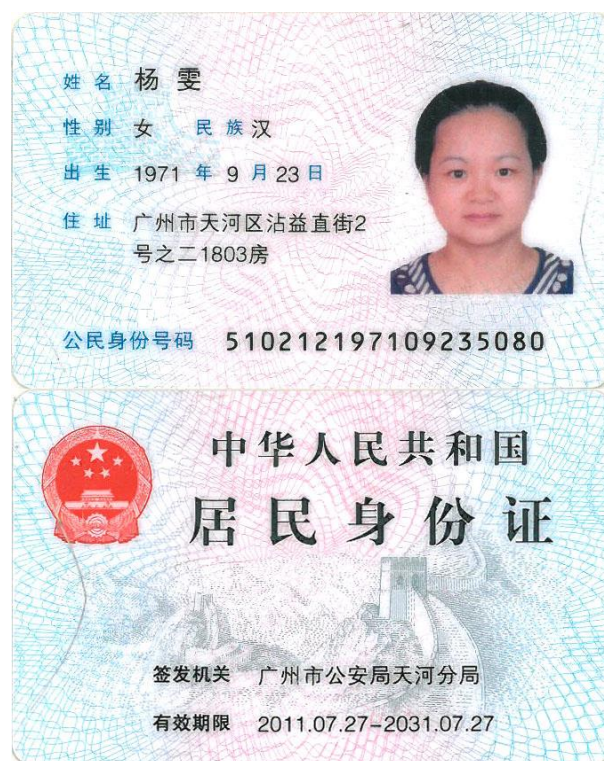 姓名 杨雯
性别 女 民族 汉
出生 1971 年 9 月 23 日
住址 广州市天河区沾益直街2
号之二1803房
公民身份号码 510212197109235080
中华人民共和国
居民身份证
签发机关 广州市公安局天河分局
有效期限 2011.07.27-2031.07.27